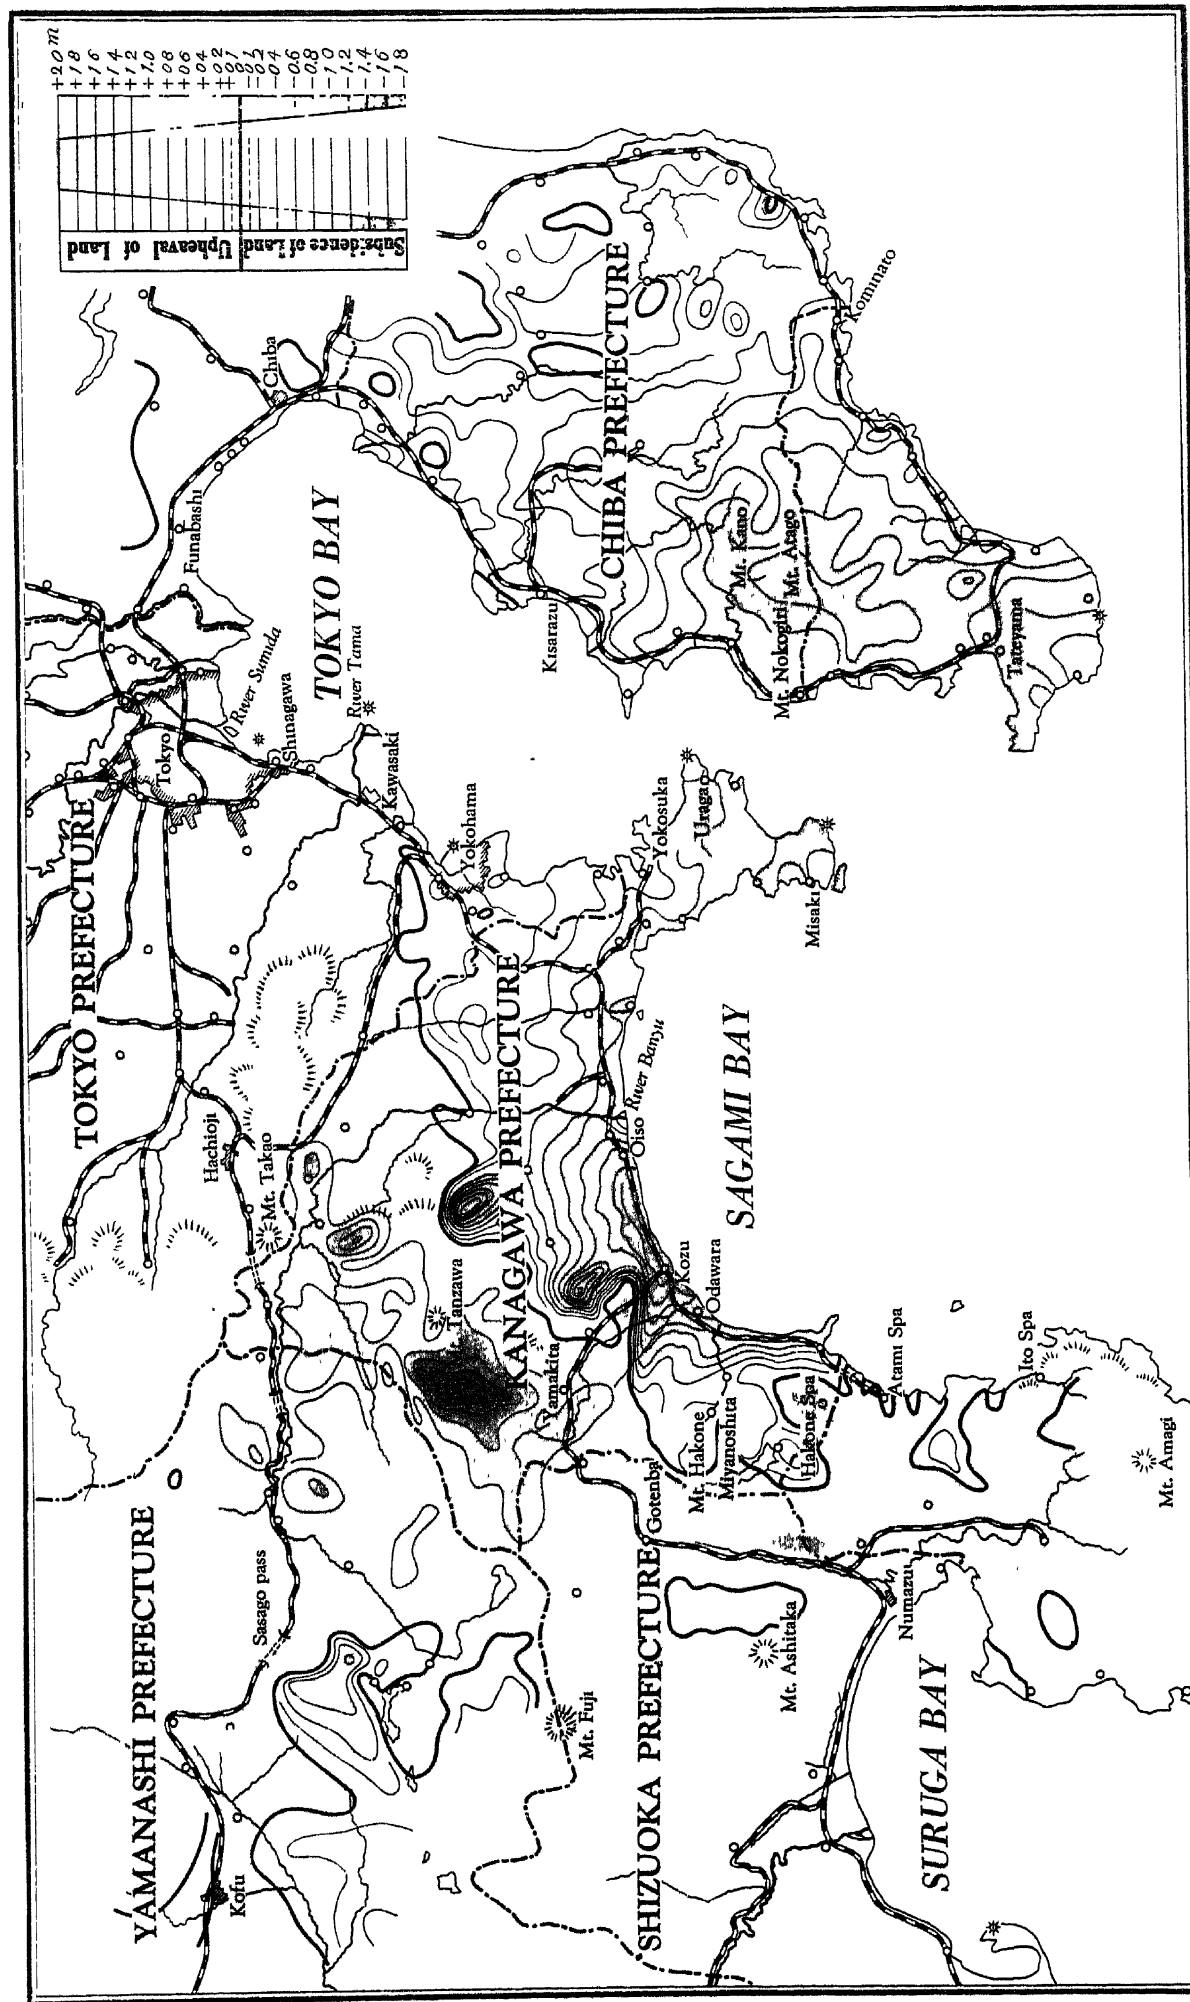 +2.0 m
+1.8
+1.6
+1.4
+1.2
+1.0
+0.8
+0.6
+0.4
+0.2
+0.1
-0.1
-0.2
-0.4
-0.6
-0.8
-1.0
-1.2
-1.4
-1.6
-1.8
Upheaval of Land
Subsidence of Land
YAMANASHI PREFECTURE
TOKYO PREFECTURE
KANAGAWA PREFECTURE
SHIZUOKA PREFECTURE
CHIBA PREFECTURE
TOKYO BAY
SAGAMI BAY
SURUGA BAY
Kofu
Sasago pass
Mt. Takao
Hachioji
Tokyo
Shinagawa
River Sumida
Funabashi
Chiba
River Tama
Kawasaki
Yokohama
Tanzawa
Yamakita
Mt. Fuji
Gotenba
Mt. Hakone
Miyanoshita
Hakone Spa
Mt. Ashitaka
Numazu
Kozu
Odawara
Oiso
River Banyu
Atami Spa
Ito Spa
Mt. Amagi
Yokosuka
Uraga
Misaki
Kisarazu
Mt. Kano
Mt. Nokogiri
Mt. Atago
Tateyama
Kominato